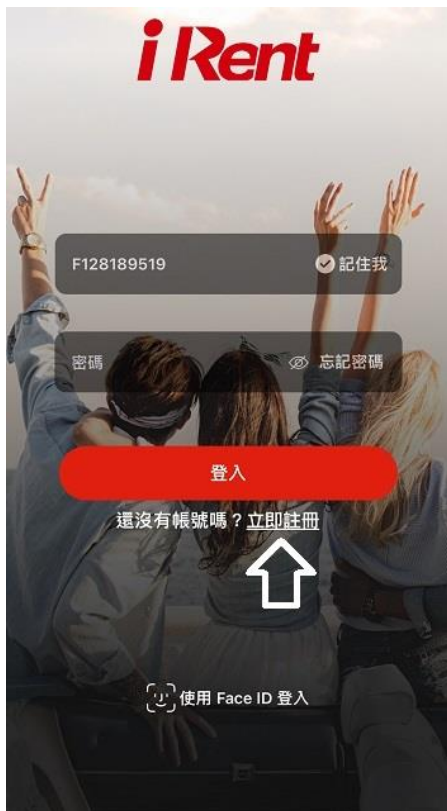 iRent
F128189519 記住我
密碼 忘記密碼
登入
還沒有帳號嗎？立即註冊
使用 Face ID 登入